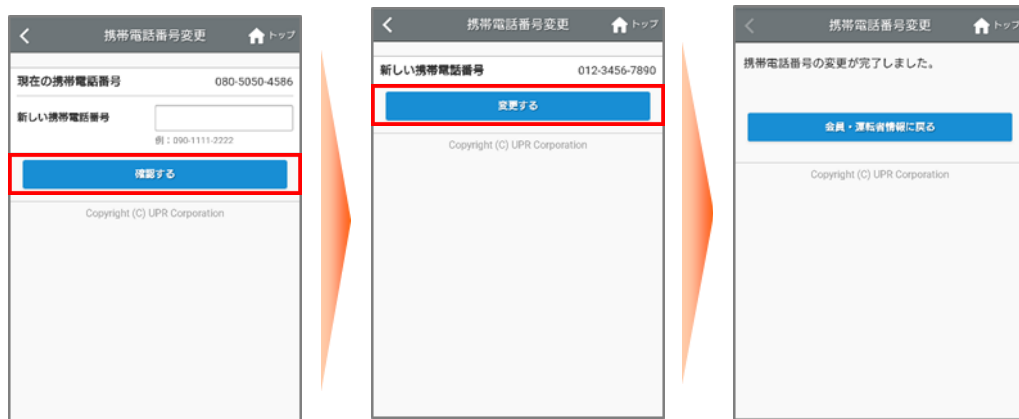 携帯電話番号変更
トップ
現在の携帯電話番号 080-5050-4586
新しい携帯電話番号
例：090-1111-2222
確認する
Copyright (C) UPR Corporation
携帯電話番号変更
トップ
新しい携帯電話番号 012-3456-7890
変更する
Copyright (C) UPR Corporation
携帯電話番号変更
トップ
携帯電話番号の変更が完了しました。
会員・運転者情報に戻る
Copyright (C) UPR Corporation